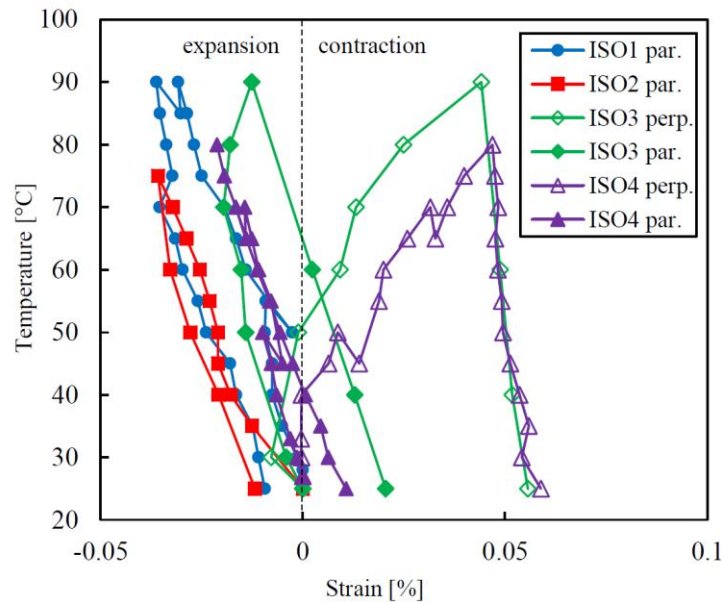 100
90
80
70
60
50
40
30
20
Temperature [°C]
expansion
contraction
ISO1 par.
ISO2 par.
ISO3 perp.
ISO3 par.
ISO4 perp.
ISO4 par.
-0.05
0
0.05
0.1
Strain [%]